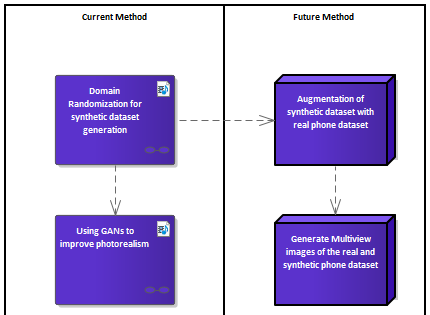 Current Method
Future Method
Domain
Randomization for
synthetic dataset
generation
Augmentation of
synthetic dataset with
real phone dataset
Using GANs to
improve photorealism
Generate Multiview
images of the real and
synthetic phone dataset